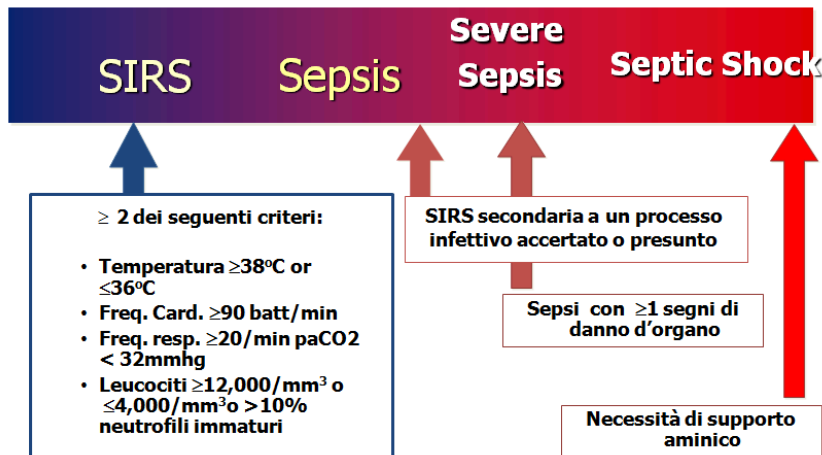 SIRS
Sepsis
Severe
Sepsis
Septic Shock
≥ 2 dei seguenti criteri:
• Temperatura ≥38ºC or
≤36ºC
• Freq. Card. ≥90 batt/min
• Freq. resp. ≥20/min paCO2
< 32mmhg
• Leucociti ≥12,000/mm³ o
≤4,000/mm³o >10%
neutrofili immaturi
SIRS secondaria a un processo
infettivo accertato o presunto
Sepsi con ≥1 segni di
danno d’organo
Necessità di supporto
aminico